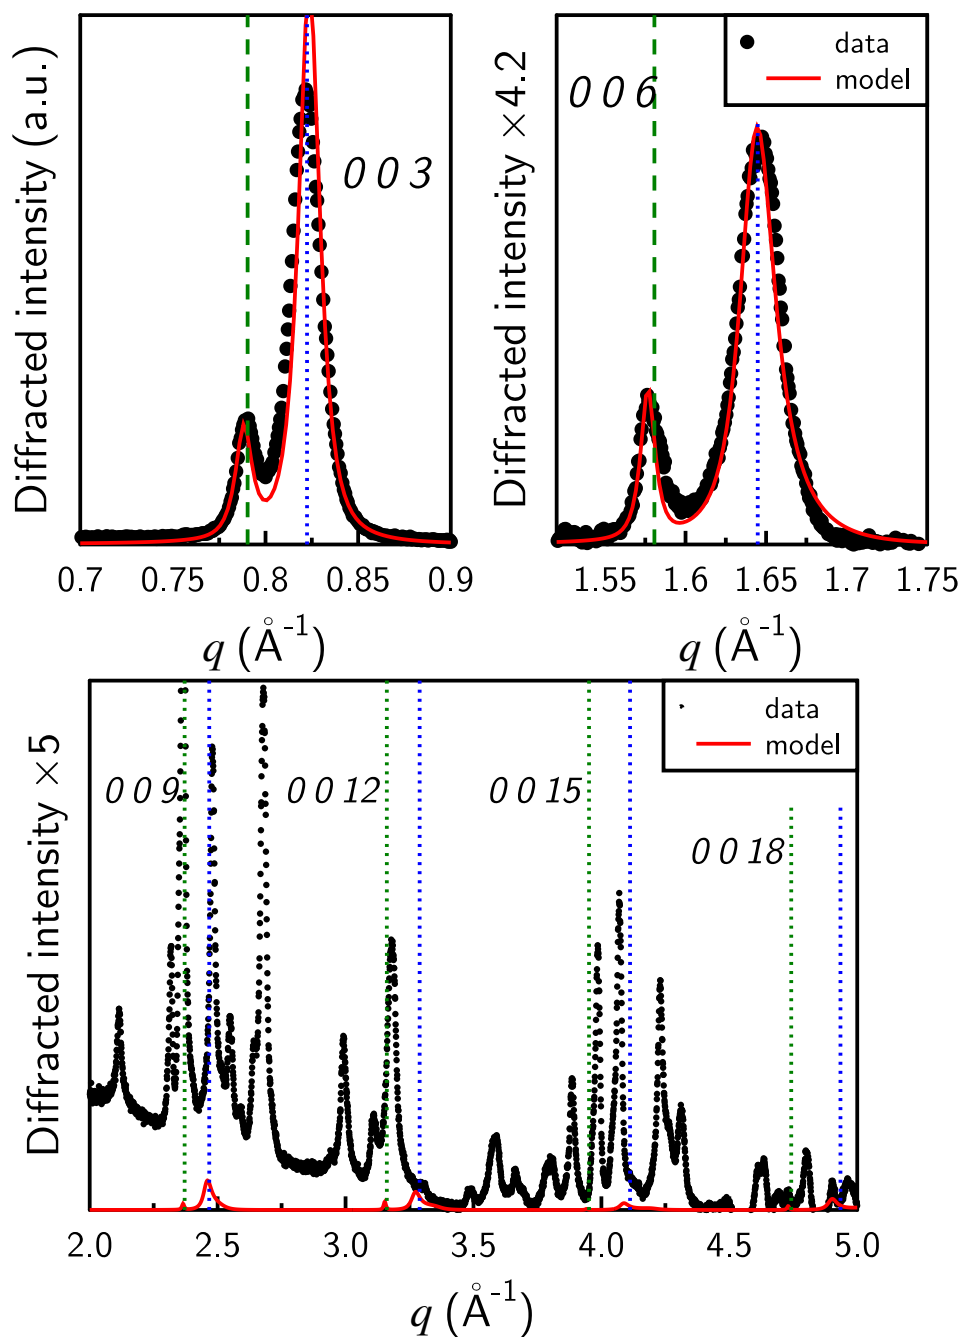 Diffracted intensity (a.u.)
0 0 3
0.7 0.75 0.8 0.85 0.9
q (Å⁻¹)
Diffracted intensity ×4.2
0 0 6
data
model
1.55 1.6 1.65 1.7 1.75
q (Å⁻¹)
Diffracted intensity ×5
data
model
0 0 9
0 0 12
0 0 15
0 0 18
2.0 2.5 3.0 3.5 4.0 4.5 5.0
q (Å⁻¹)